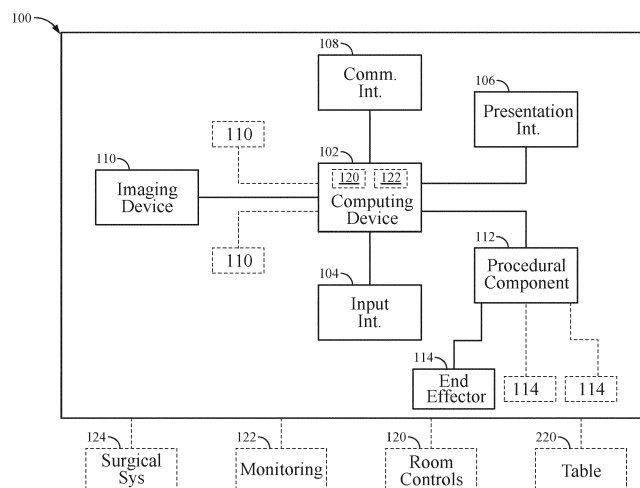 100
108
Comm.
Int.
106
Presentation
Int.
110
102
120
122
Computing
Device
110
Imaging
Device
110
112
Procedural
Component
104
Input
Int.
114
End
Effector
114
114
124
Surgical
Sys
122
Monitoring
120
Room
Controls
220
Table